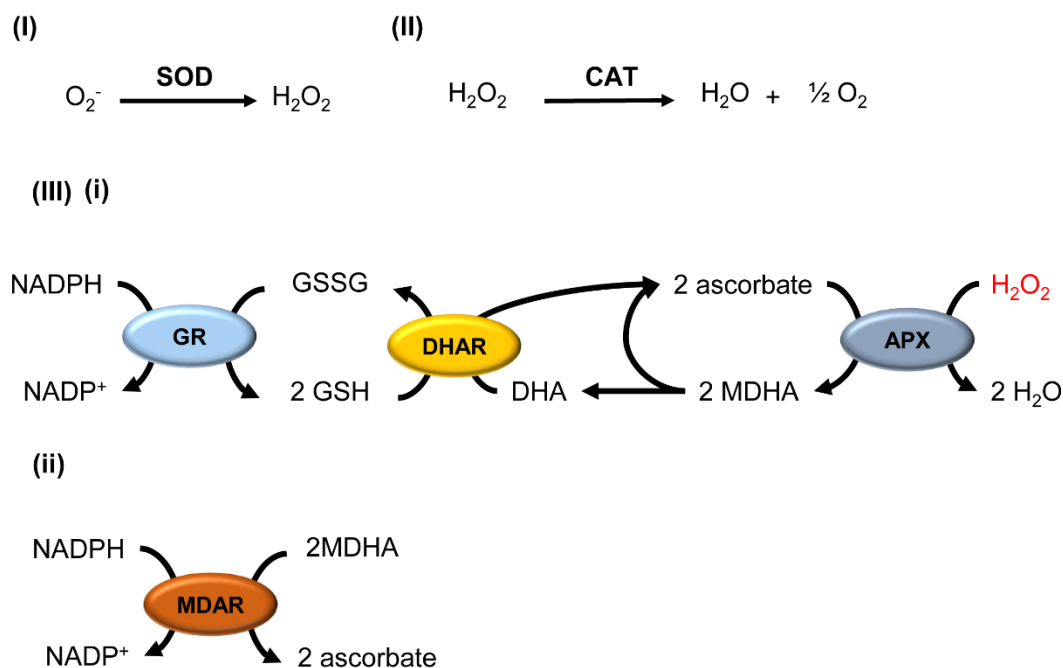 (I)
(II)
O₂⁻ SOD H₂O₂
H₂O₂ CAT H₂O + ½ O₂
(III) (i)
NADPH GSSG 2 ascorbate H₂O₂
GR DHAR APX
NADP⁺ 2 GSH DHA 2 MDHA 2 H₂O
(ii)
NADPH 2MDHA
MDAR
NADP⁺ 2 ascorbate